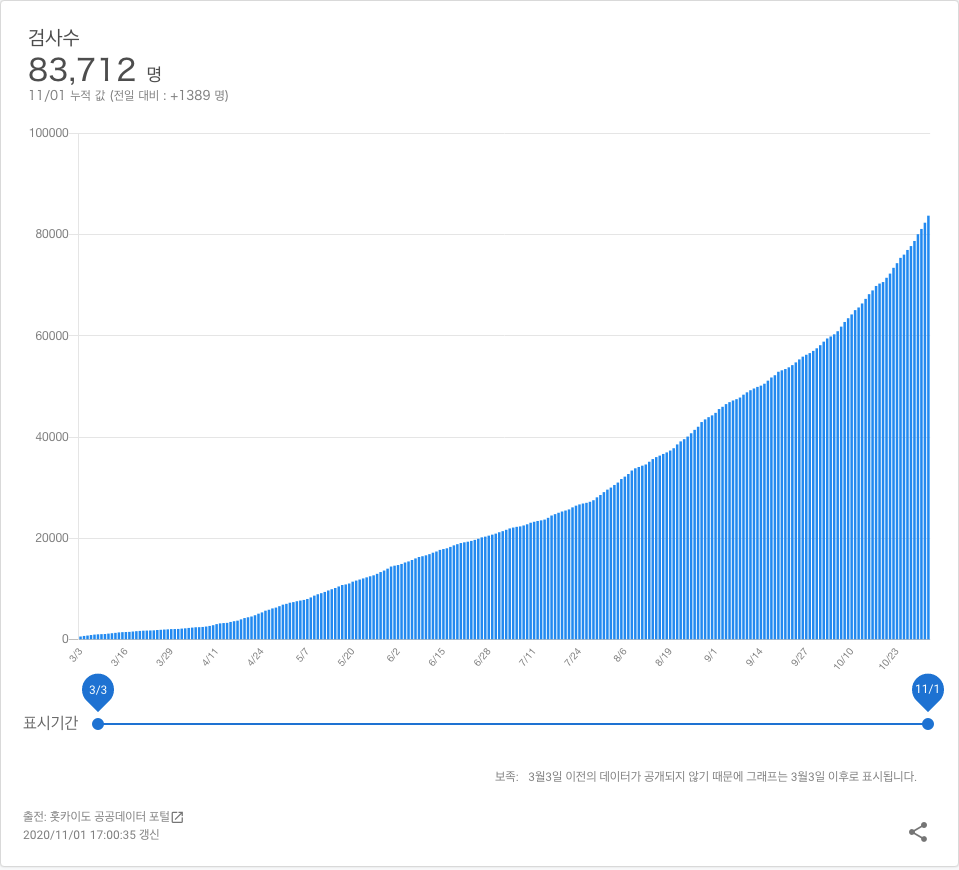 검사수
83,712 명
11/01 누적 값 (전일 대비 : +1389 명)
100000
80000
60000
40000
20000
0
3/3 3/16 3/29 4/11 4/24 5/7 5/20 6/2 6/15 6/28 7/11 7/24 8/6 8/19 9/1 9/14 9/27 10/10 10/23
3/3 11/1
표시기간
보족: 3월3일 이전의 데이터가 공개되지 않기 때문에 그래프는 3월3일 이후로 표시됩니다.
출전: 홋카이도 공공데이터 포털
2020/11/01 17:00:35 갱신